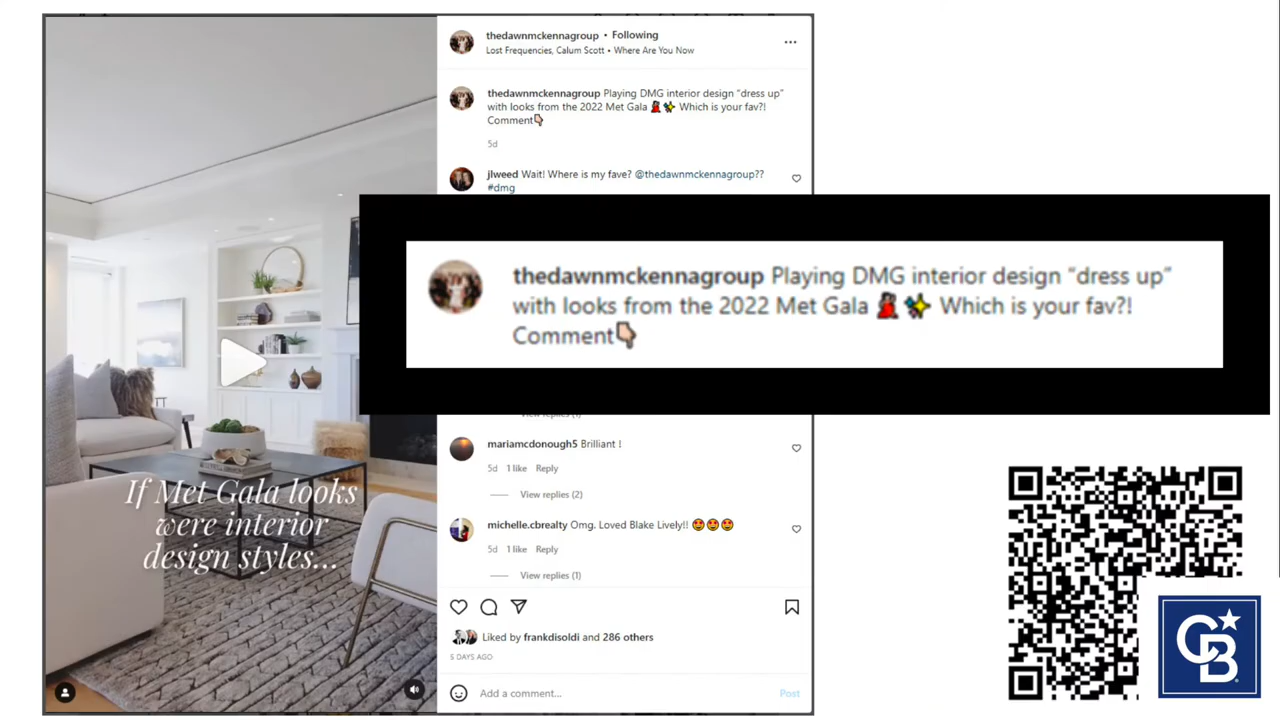 thedawnmckennagroup • Following
Lost Frequencies, Calum Scott • Where Are You Now
thedawnmckennagroup Playing DMG interior design “dress up”
with looks from the 2022 Met Gala 💃✨ Which is your fav?!
Comment👇🏻
5d
jlweed Wait! Where is my fave? @thedawnmckennagroup??
#dmg
thedawnmckennagroup Playing DMG interior design “dress up”
with looks from the 2022 Met Gala 💃✨ Which is your fav?!
Comment👇🏻
View replies (1)
mariamcdonough5 Brilliant !
5d 1 like Reply
View replies (2)
michelle.cbrealty Omg. Loved Blake Lively!! 🤩🤩🤩
5d 1 like Reply
View replies (1)
Liked by frankdisoldi and 286 others
5 DAYS AGO
Add a comment... Post
If Met Gala looks
were interior
design styles...
CB